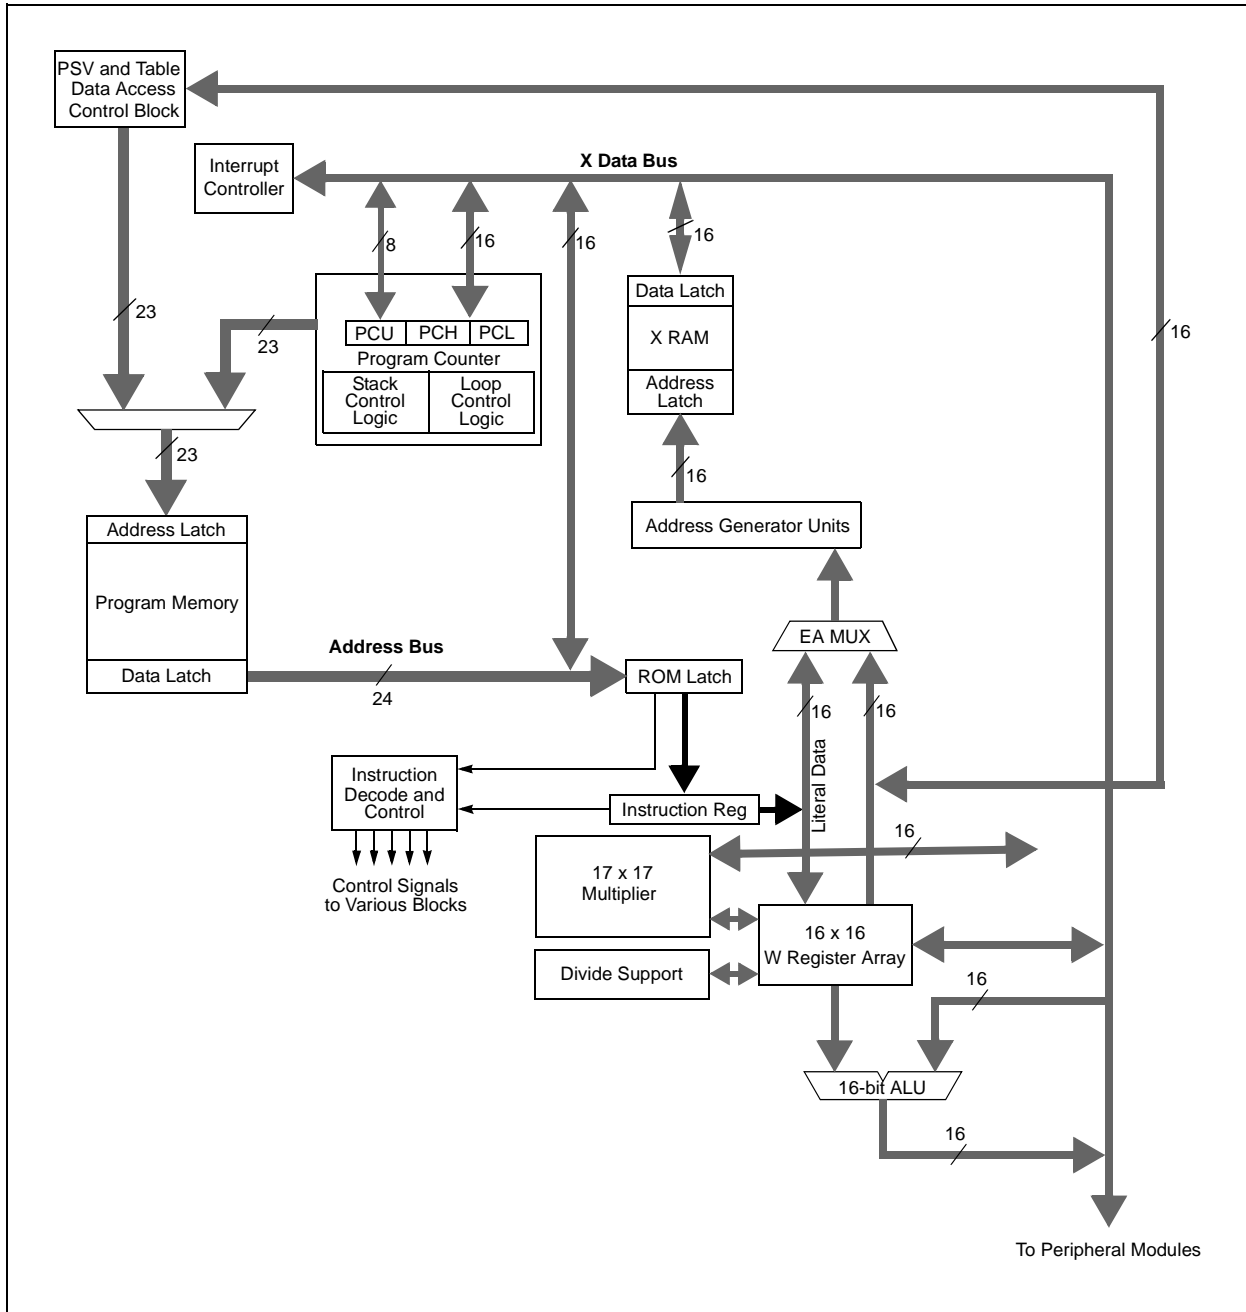 PSV and Table
Data Access
Control Block
Interrupt
Controller
X Data Bus
8
16
16
16
23
23
16
Data Latch
X RAM
Address
Latch
PCU
PCH
PCL
Program Counter
Stack
Control
Logic
Loop
Control
Logic
23
16
Address Latch
Program Memory
Data Latch
Address Generator Units
EA MUX
Address Bus
24
ROM Latch
16
16
Literal Data
Instruction
Decode and
Control
Instruction Reg
Control Signals
to Various Blocks
17 x 17
Multiplier
16
16 x 16
W Register Array
Divide Support
16
16-bit ALU
16
To Peripheral Modules